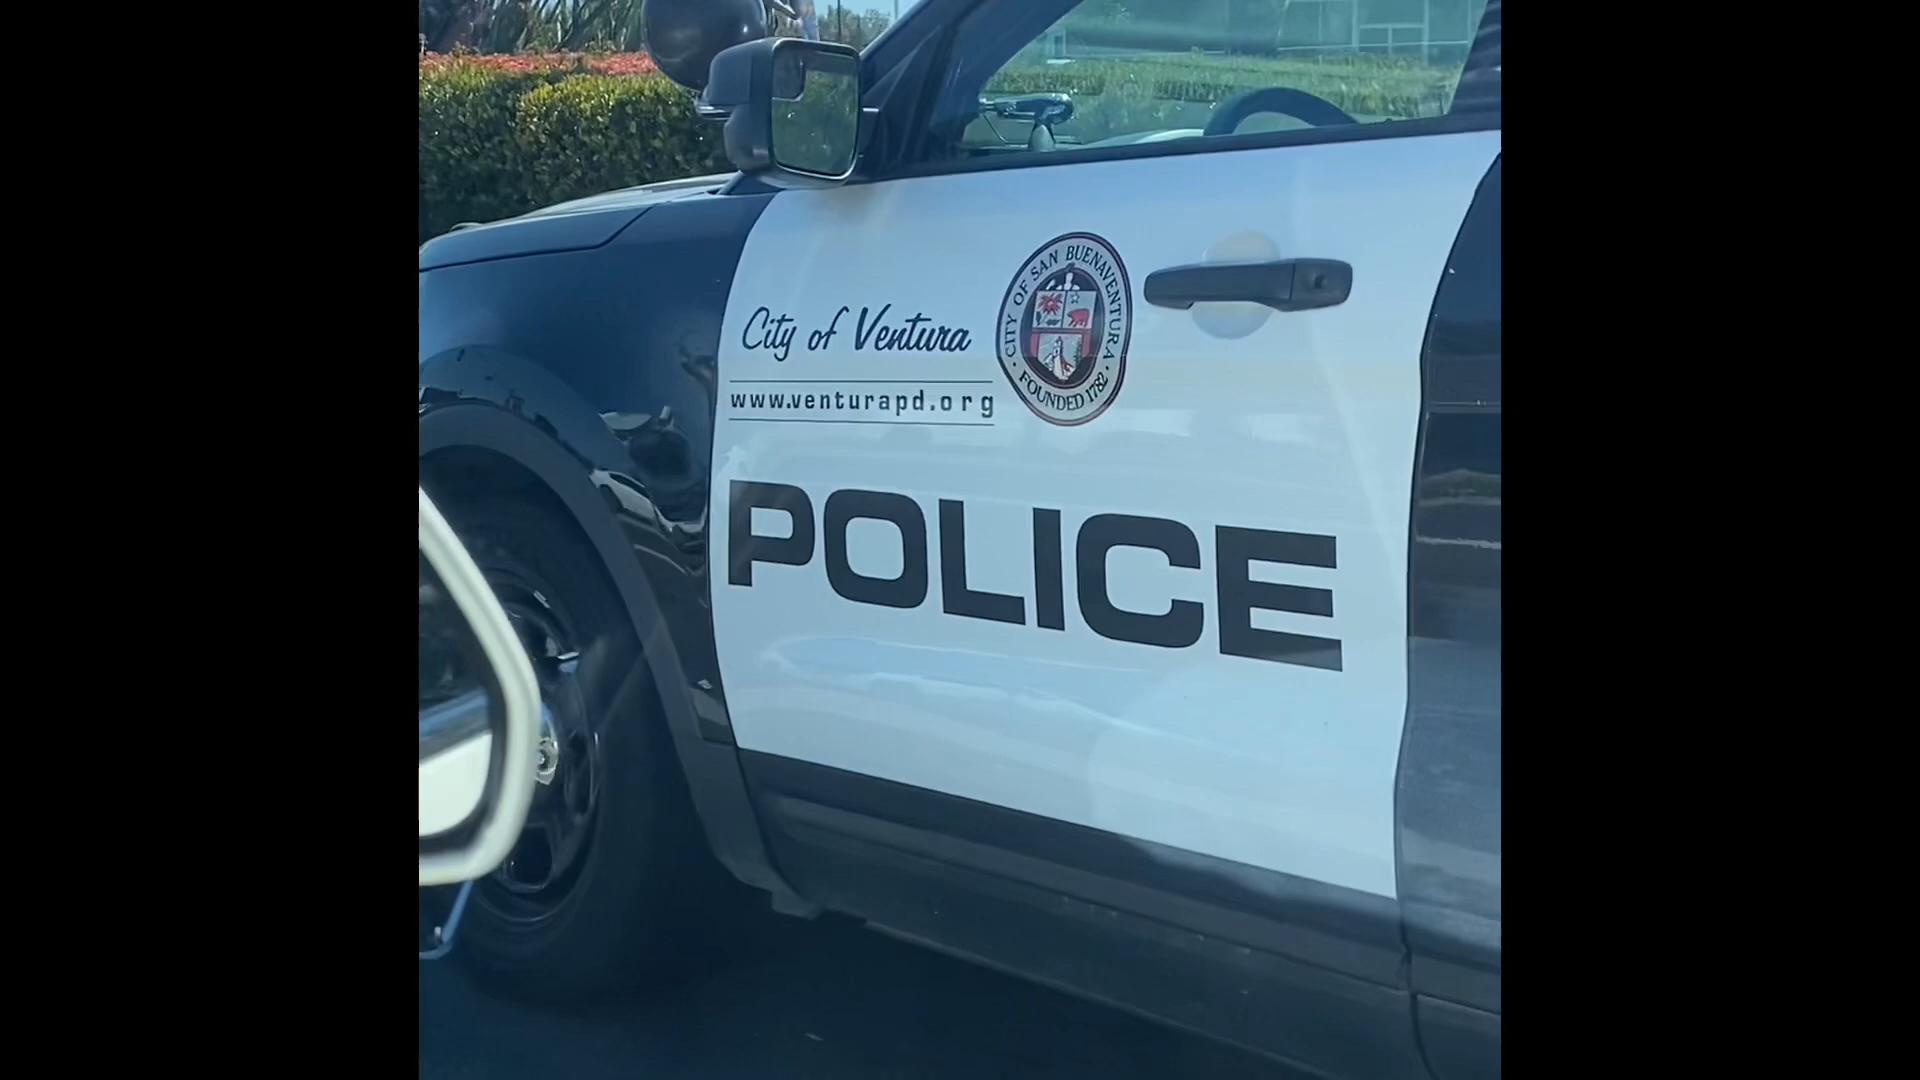 City of Ventura
www.venturapd.org
CITY OF SAN BUENAVENTURA
FOUNDED 1782
POLICE